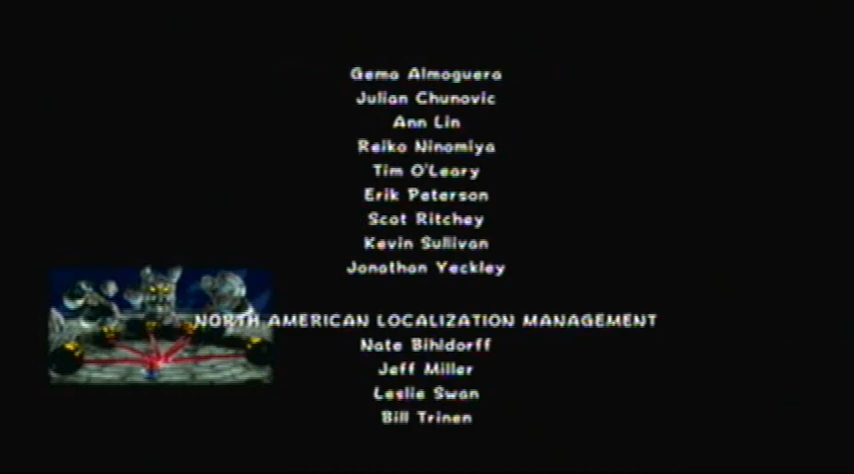 Gema Almoguera
Julian Chunovic
Ann Lin
Reiko Ninomiya
Tim O'Leary
Erik Peterson
Scot Ritchey
Kevin Sullivan
Jonathan Yeckley
NORTH AMERICAN LOCALIZATION MANAGEMENT
Nate Bihldorff
Jeff Miller
Leslie Swan
Bill Trinen